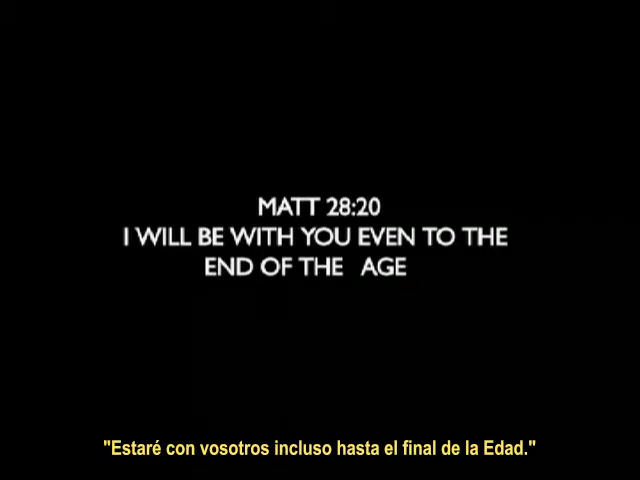 MATT 28:20
I WILL BE WITH YOU EVEN TO THE
END OF THE AGE
"Estaré con vosotros incluso hasta el final de la Edad."